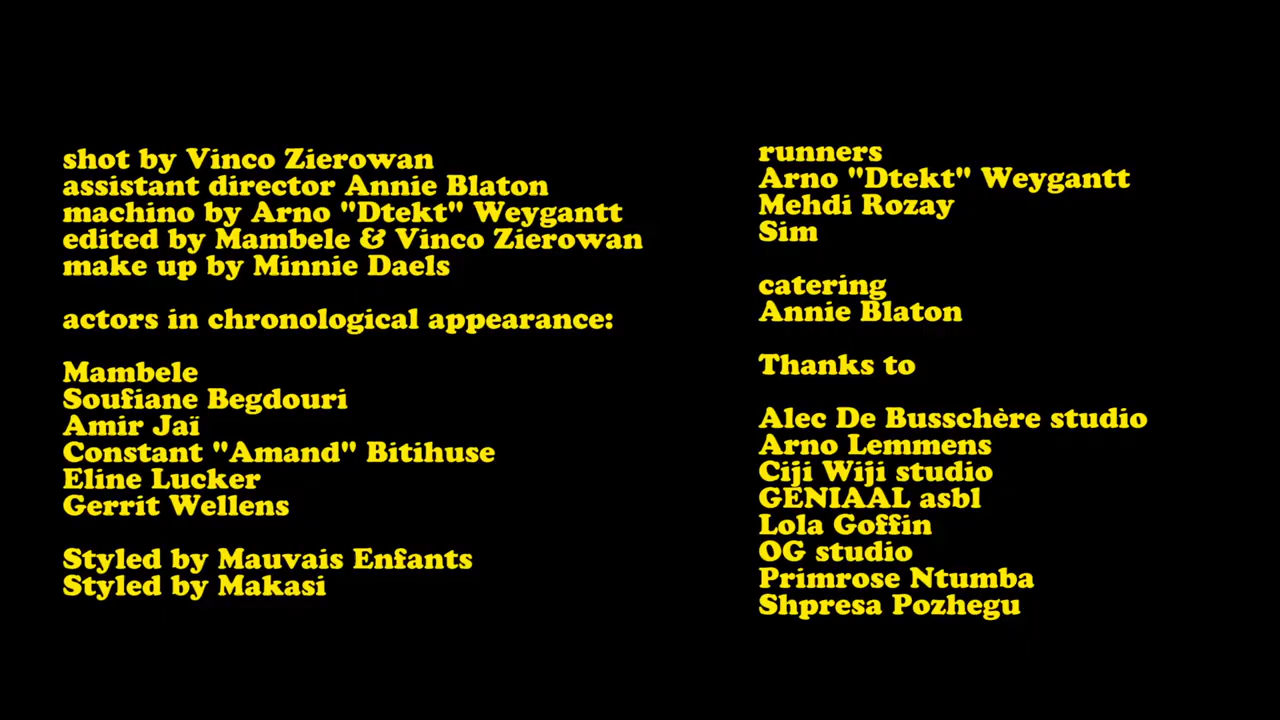 shot by Vinco Zierowan
assistant director Annie Blaton
machino by Arno "Dtekt" Weygantt
edited by Mambele & Vinco Zierowan
make up by Minnie Daels
actors in chronological appearance:
Mambele
Soufiane Begdouri
Amir Jaï
Constant "Amand" Bitihuse
Eline Lucker
Gerrit Wellens
Styled by Mauvais Enfants
Styled by Makasi
runners
Arno "Dtekt" Weygantt
Mehdi Rozay
Sim
catering
Annie Blaton
Thanks to
Alec De Busschère studio
Arno Lemmens
Ciji Wiji studio
GÉNIAAL asbl
Lola Goffin
OG studio
Primrose Ntumba
Shpresa Pozhegu